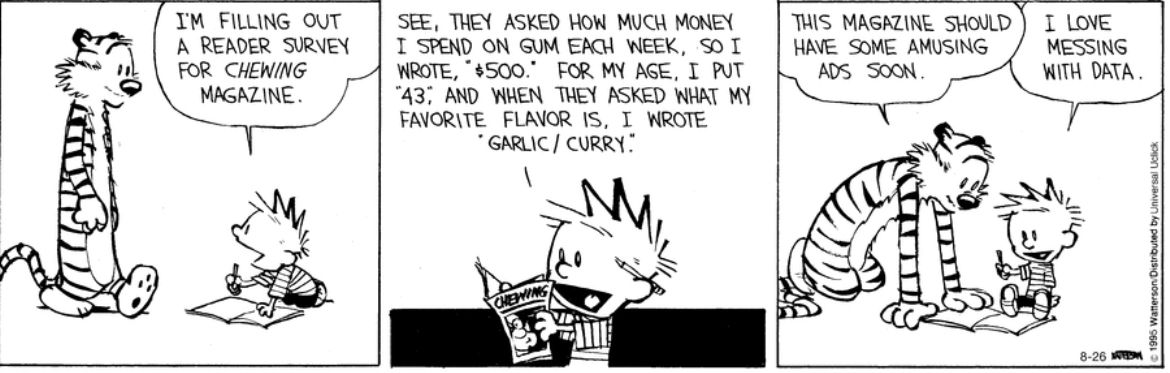 I'M FILLING OUT
A READER SURVEY
FOR CHEWING
MAGAZINE.
SEE, THEY ASKED HOW MUCH MONEY
I SPEND ON GUM EACH WEEK, SO I
WROTE, "$500." FOR MY AGE, I PUT
"43," AND WHEN THEY ASKED WHAT MY
FAVORITE FLAVOR IS, I WROTE
"GARLIC / CURRY."
CHEWING
THIS MAGAZINE SHOULD
HAVE SOME AMUSING
ADS SOON.
I LOVE
MESSING
WITH DATA.
8-26 WATTERSON
© 1995 Watterson/Distributed by Universal Uclick